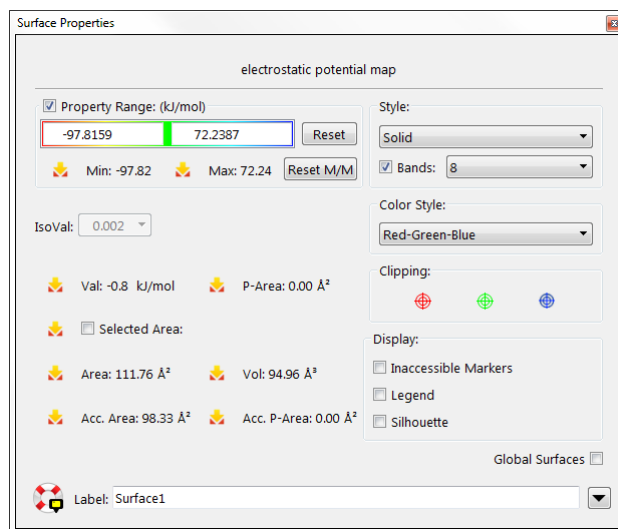 Surface Properties
electrostatic potential map
Property Range: (kJ/mol)
-97.8159 72.2387 Reset
Min: -97.82 Max: 72.24 Reset M/M
Style:
Solid
Bands: 8
IsoVal: 0.002
Color Style:
Red-Green-Blue
Val: -0.8 kJ/mol P-Area: 0.00 Å²
Clipping:
Selected Area:
Area: 111.76 Å² Vol: 94.96 Å³
Acc. Area: 98.33 Å² Acc. P-Area: 0.00 Å²
Display:
Inaccessible Markers
Legend
Silhouette
Global Surfaces
Label: Surface1